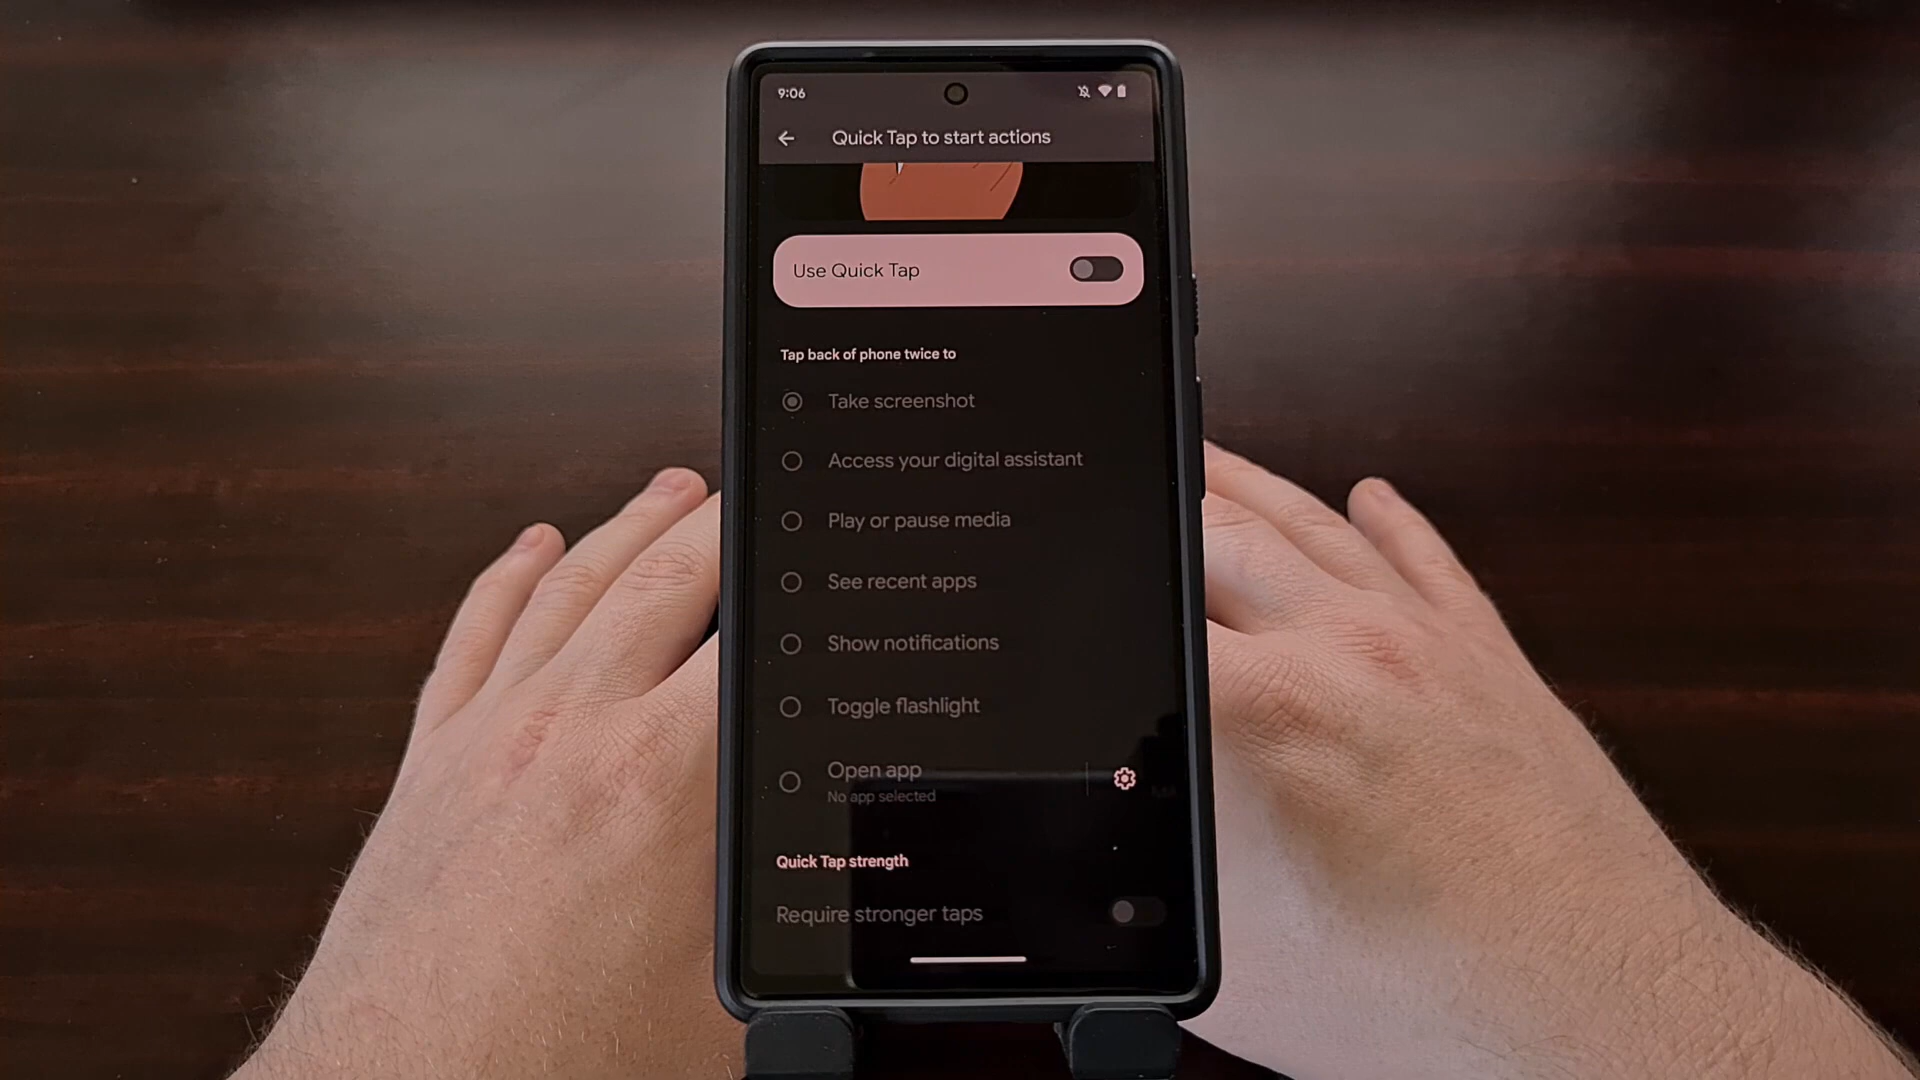 9:06
Quick Tap to start actions
Use Quick Tap
Tap back of phone twice to
Take screenshot
Access your digital assistant
Play or pause media
See recent apps
Show notifications
Toggle flashlight
Open app
No app selected
Quick Tap strength
Require stronger taps